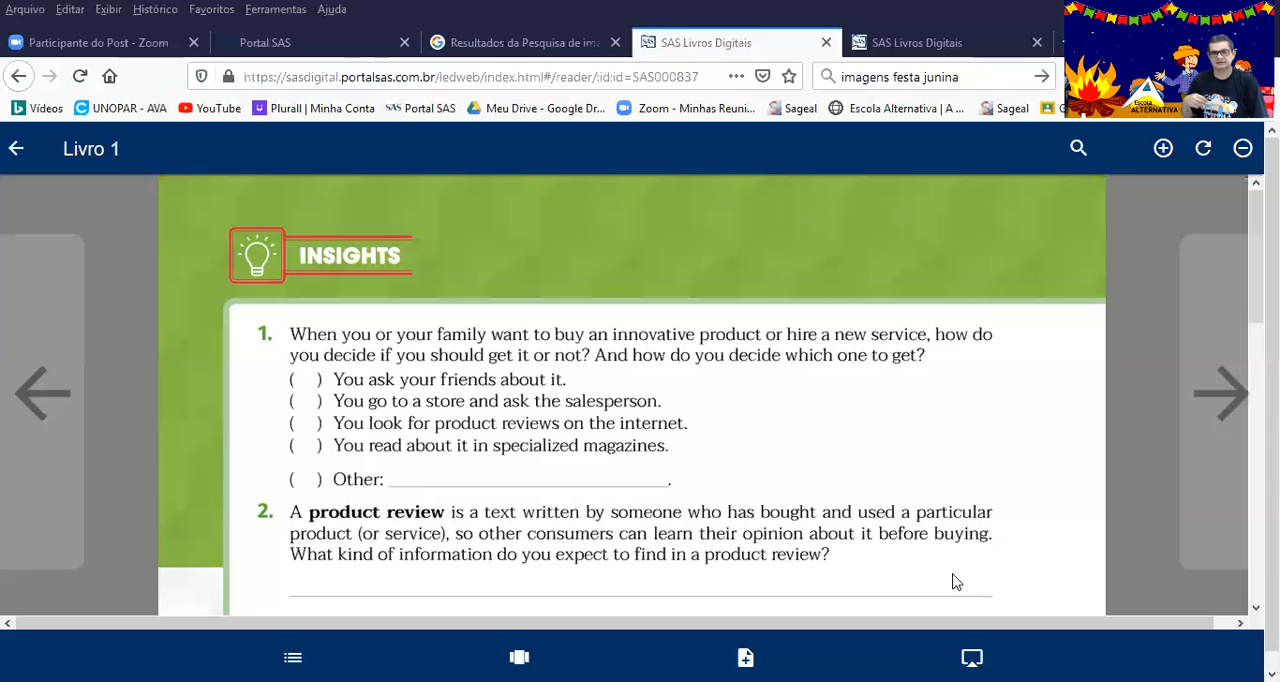 Arquivo Editar Exibir Histórico Favoritos Ferramentas Ajuda
Participante do Post - Zoom
Portal SAS
Resultados da Pesquisa de ima
SAS Livros Digitais
SAS Livros Digitais
https://sasdigital.portalsas.com.br/ledweb/index.html#/reader/:id:id=SAS000837
imagens festa junina
Vídeos UNOPAR - AVA YouTube Plurall | Minha Conta SAS Portal SAS Meu Drive - Google Dr... Zoom - Minhas Reuni... Sageal Escola Alternativa | A ... Sageal
Escola
ALTERNATIVA
Livro 1
INSIGHTS
1. When you or your family want to buy an innovative product or hire a new service, how do
you decide if you should get it or not? And how do you decide which one to get?
( ) You ask your friends about it.
( ) You go to a store and ask the salesperson.
( ) You look for product reviews on the internet.
( ) You read about it in specialized magazines.
( ) Other: ____________________.
2. A product review is a text written by someone who has bought and used a particular
product (or service), so other consumers can learn their opinion about it before buying.
What kind of information do you expect to find in a product review?